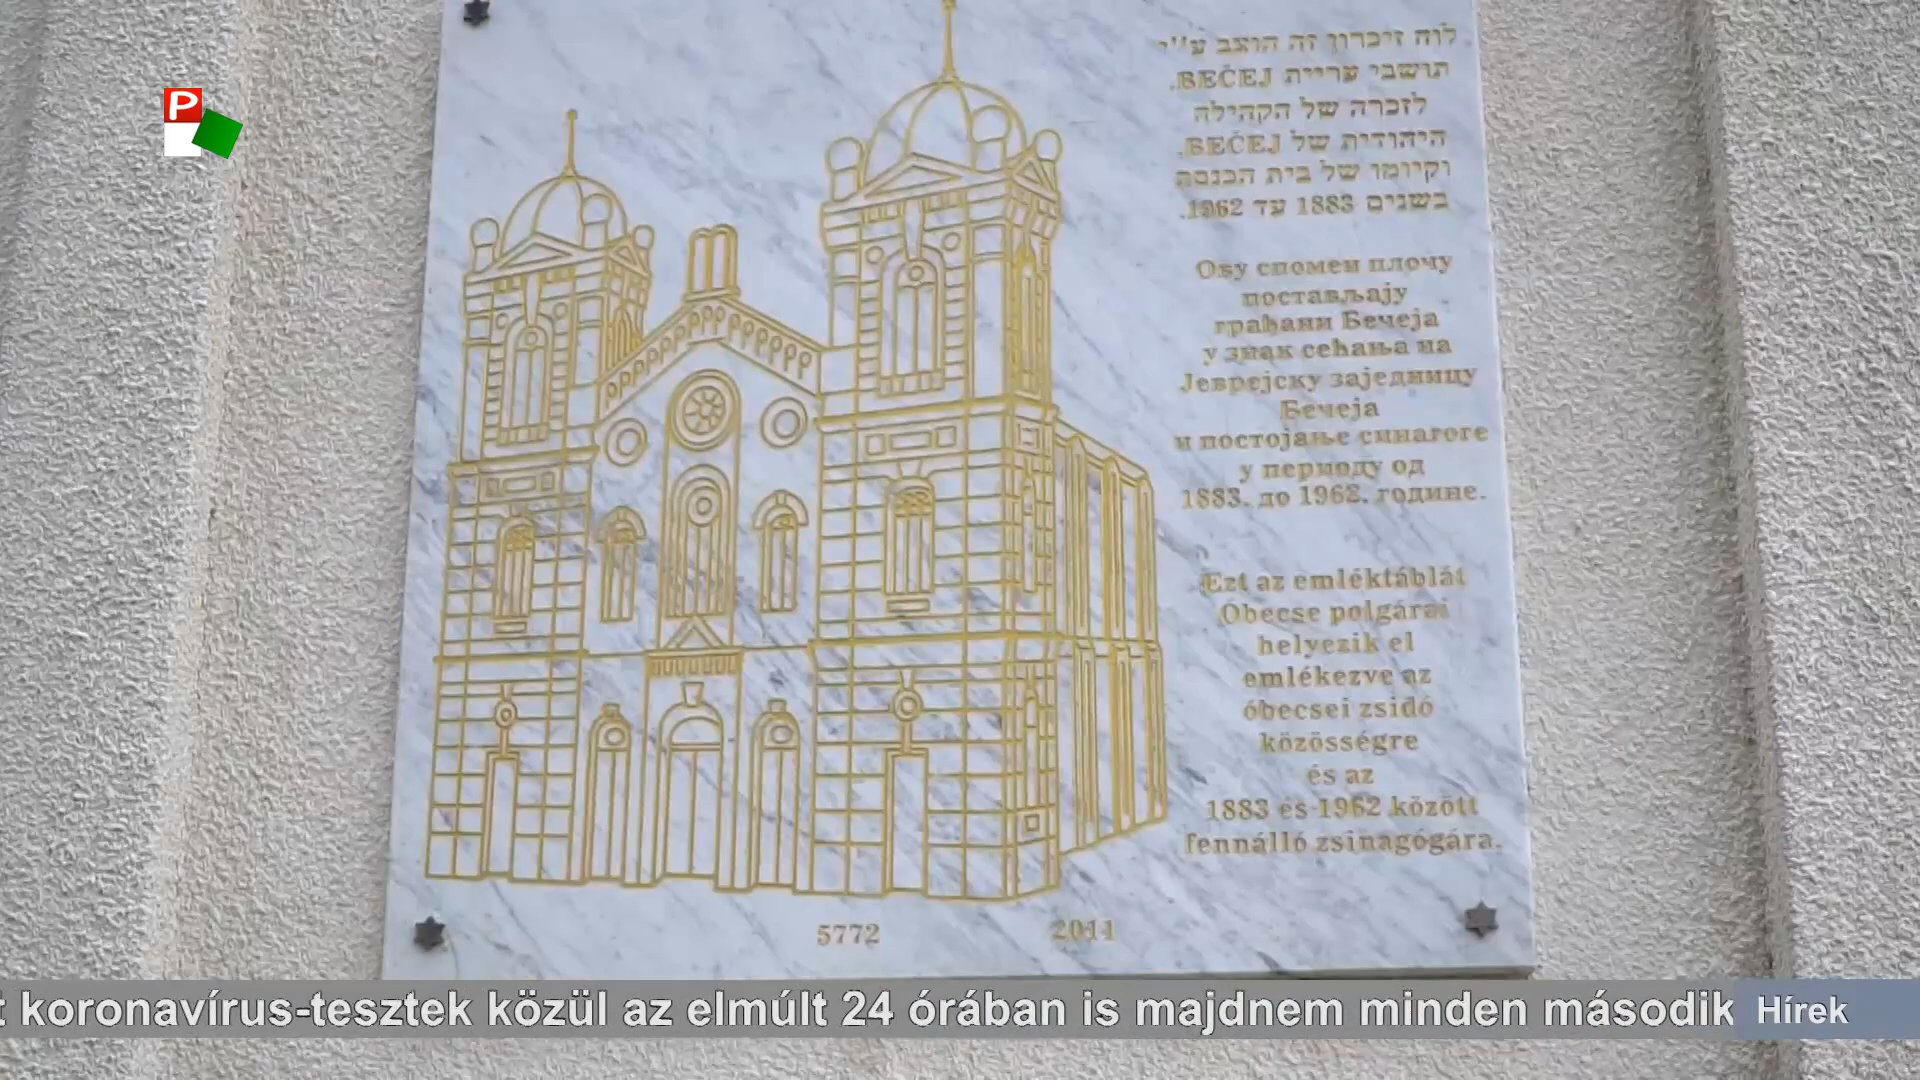 P
לוח זיכרון זה הוצב ע''י
תושבי עריית BEČEJ.
לזכרה של הקהילה
היהודית של BEČEJ.
וקיומו של בית הכנסת
בשנים 1883 עד 1962.
Ову спомен плочу
постављају
грађани Бечеја
у знак сећања на
Јеврејску заједницу
Бечеја
и постојање синагоге
у периоду од
1883. до 1962. године.
Ezt az emléktáblát
Óbecse polgárai
helyezik el
emlékezve az
óbecsei zsidó
közösségre
és az
1883 és 1962 között
fennálló zsinagógára.
5772 2011
t koronavírus-tesztek közül az elmúlt 24 órában is majdnem minden második
Hírek